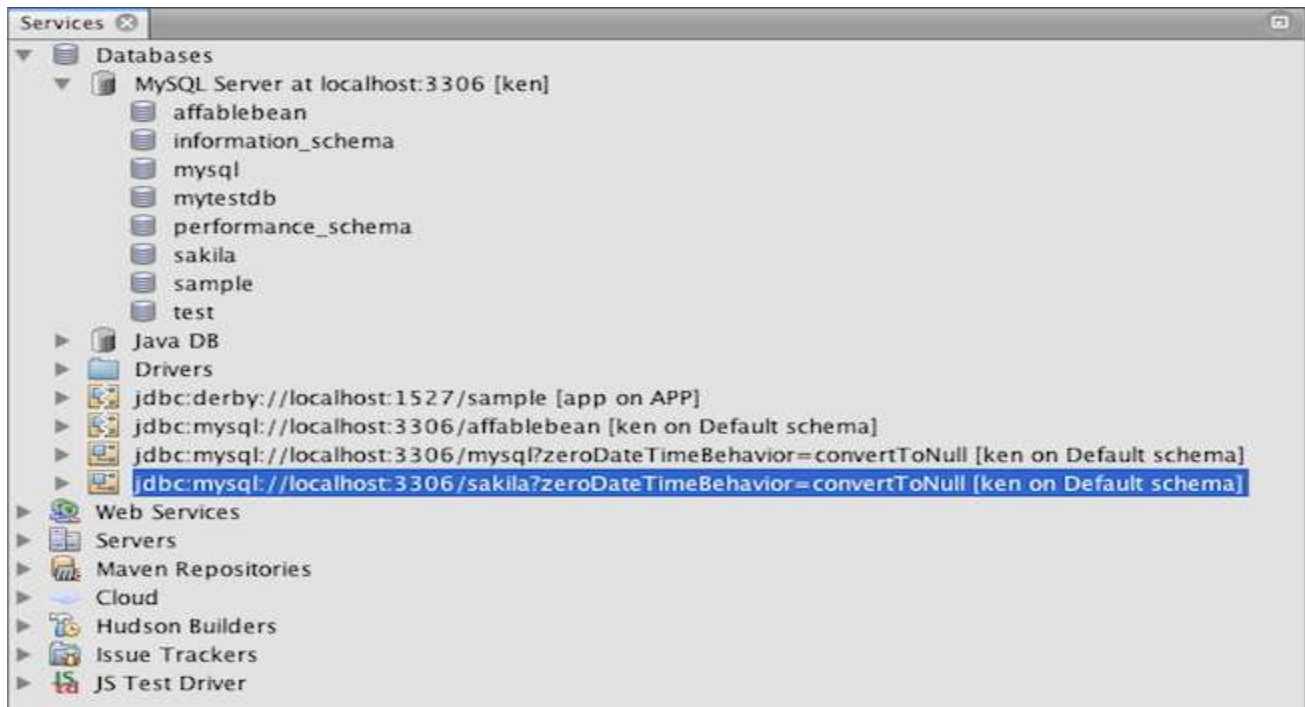 Services
Databases
MySQL Server at localhost:3306 [ken]
affablebean
information_schema
mysql
mytestdb
performance_schema
sakila
sample
test
Java DB
Drivers
jdbc:derby://localhost:1527/sample [app on APP]
jdbc:mysql://localhost:3306/affablebean [ken on Default schema]
jdbc:mysql://localhost:3306/mysql?zeroDateTimeBehavior=convertToNull [ken on Default schema]
jdbc:mysql://localhost:3306/sakila?zeroDateTimeBehavior=convertToNull [ken on Default schema]
Web Services
Servers
Maven Repositories
Cloud
Hudson Builders
Issue Trackers
JS Test Driver